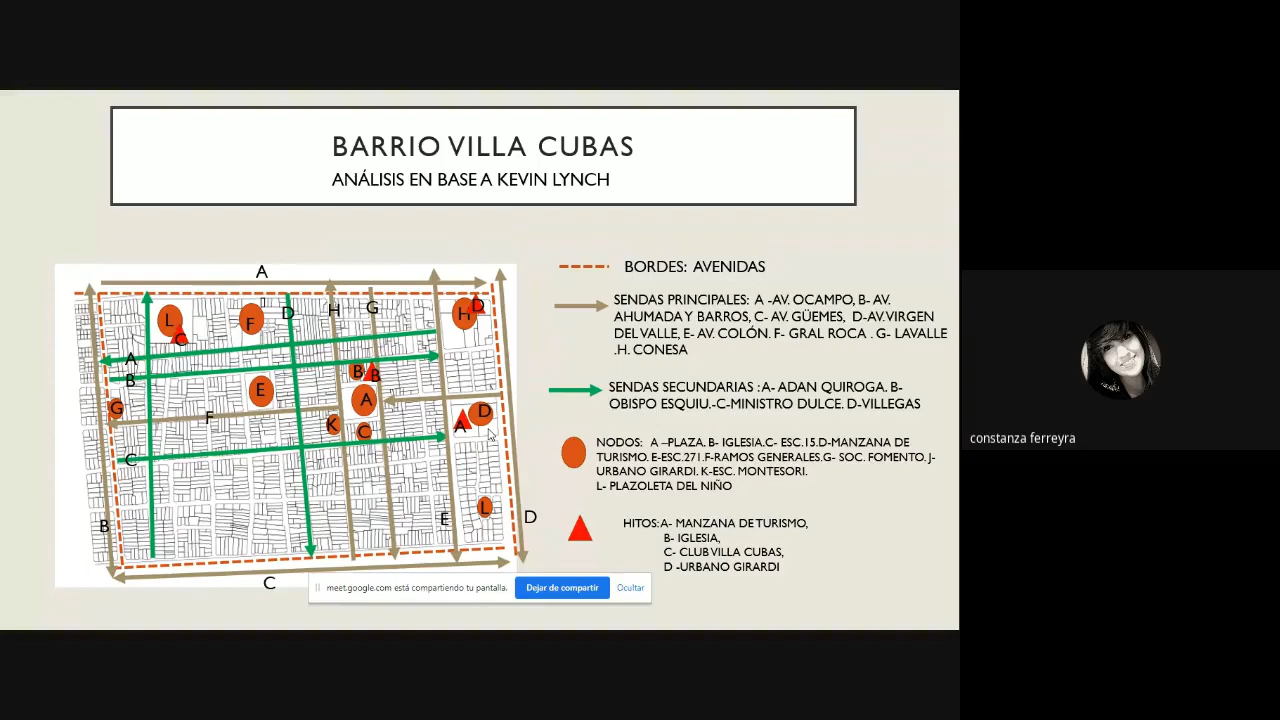 BARRIO VILLA CUBAS
ANÁLISIS EN BASE A KEVIN LYNCH
BORDES: AVENIDAS
SENDAS PRINCIPALES: A -AV. OCAMPO, B- AV.
AHUMADA Y BARROS, C- AV. GÜEMES, D-AV.VIRGEN
DEL VALLE, E- AV. COLÓN. F- GRAL ROCA . G- LAVALLE
.H. CONESA
SENDAS SECUNDARIAS : A- ADAN QUIROGA. B-
OBISPO ESQUIU.-C-MINISTRO DULCE. D-VILLEGAS
NODOS: A –PLAZA. B- IGLESIA.C- ESC.15.D-MANZANA DE
TURISMO. E-ESC.271.F-RAMOS GENERALES.G- SOC. FOMENTO. J-
URBANO GIRARDI. K-ESC. MONTESORI.
L- PLAZOLETA DEL NIÑO
HITOS: A- MANZANA DE TURISMO,
B- IGLESIA,
C- CLUB VILLA CUBAS,
D -URBANO GIRARDI
A
L
C
F
D
H
G
H
D
A
B
B
B
E
A
G
F
K
C
D
A
C
L
B
E
D
C
meet.google.com está compartiendo tu pantalla.
Dejar de compartir
Ocultar
constanza ferreyra